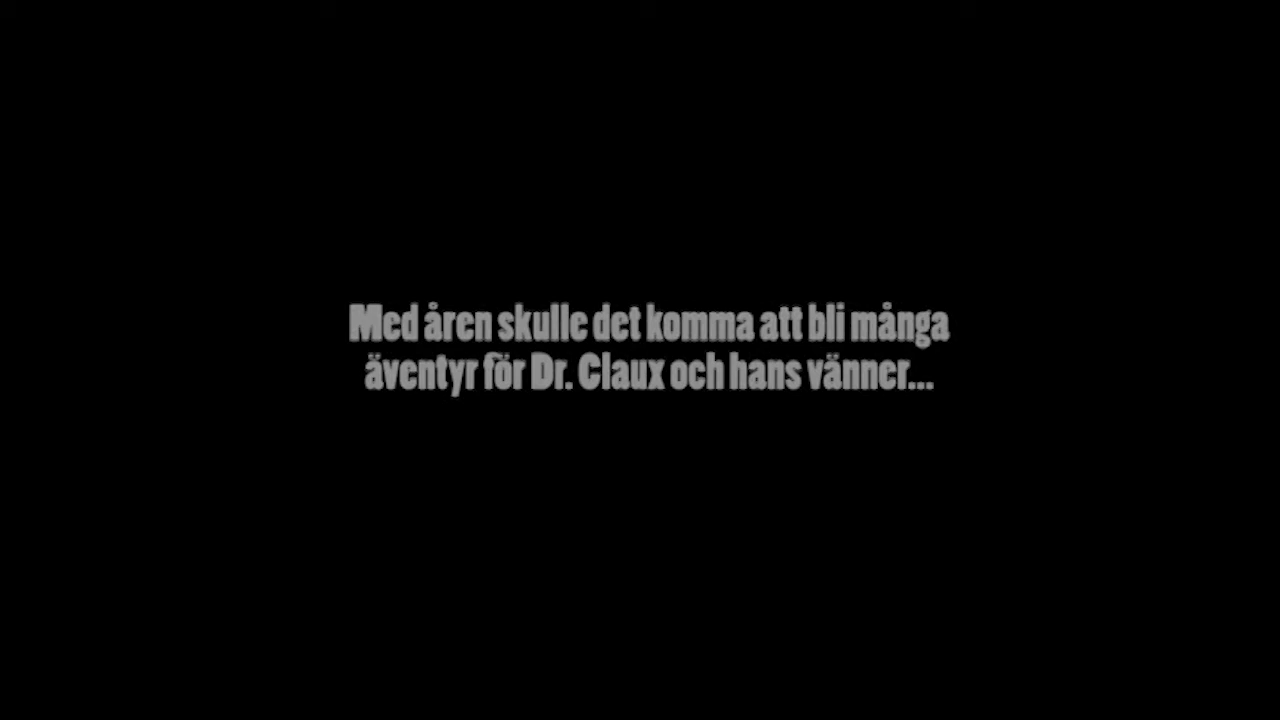 Med åren skulle det komma att bli många
äventyr för Dr. Claux och hans vänner...